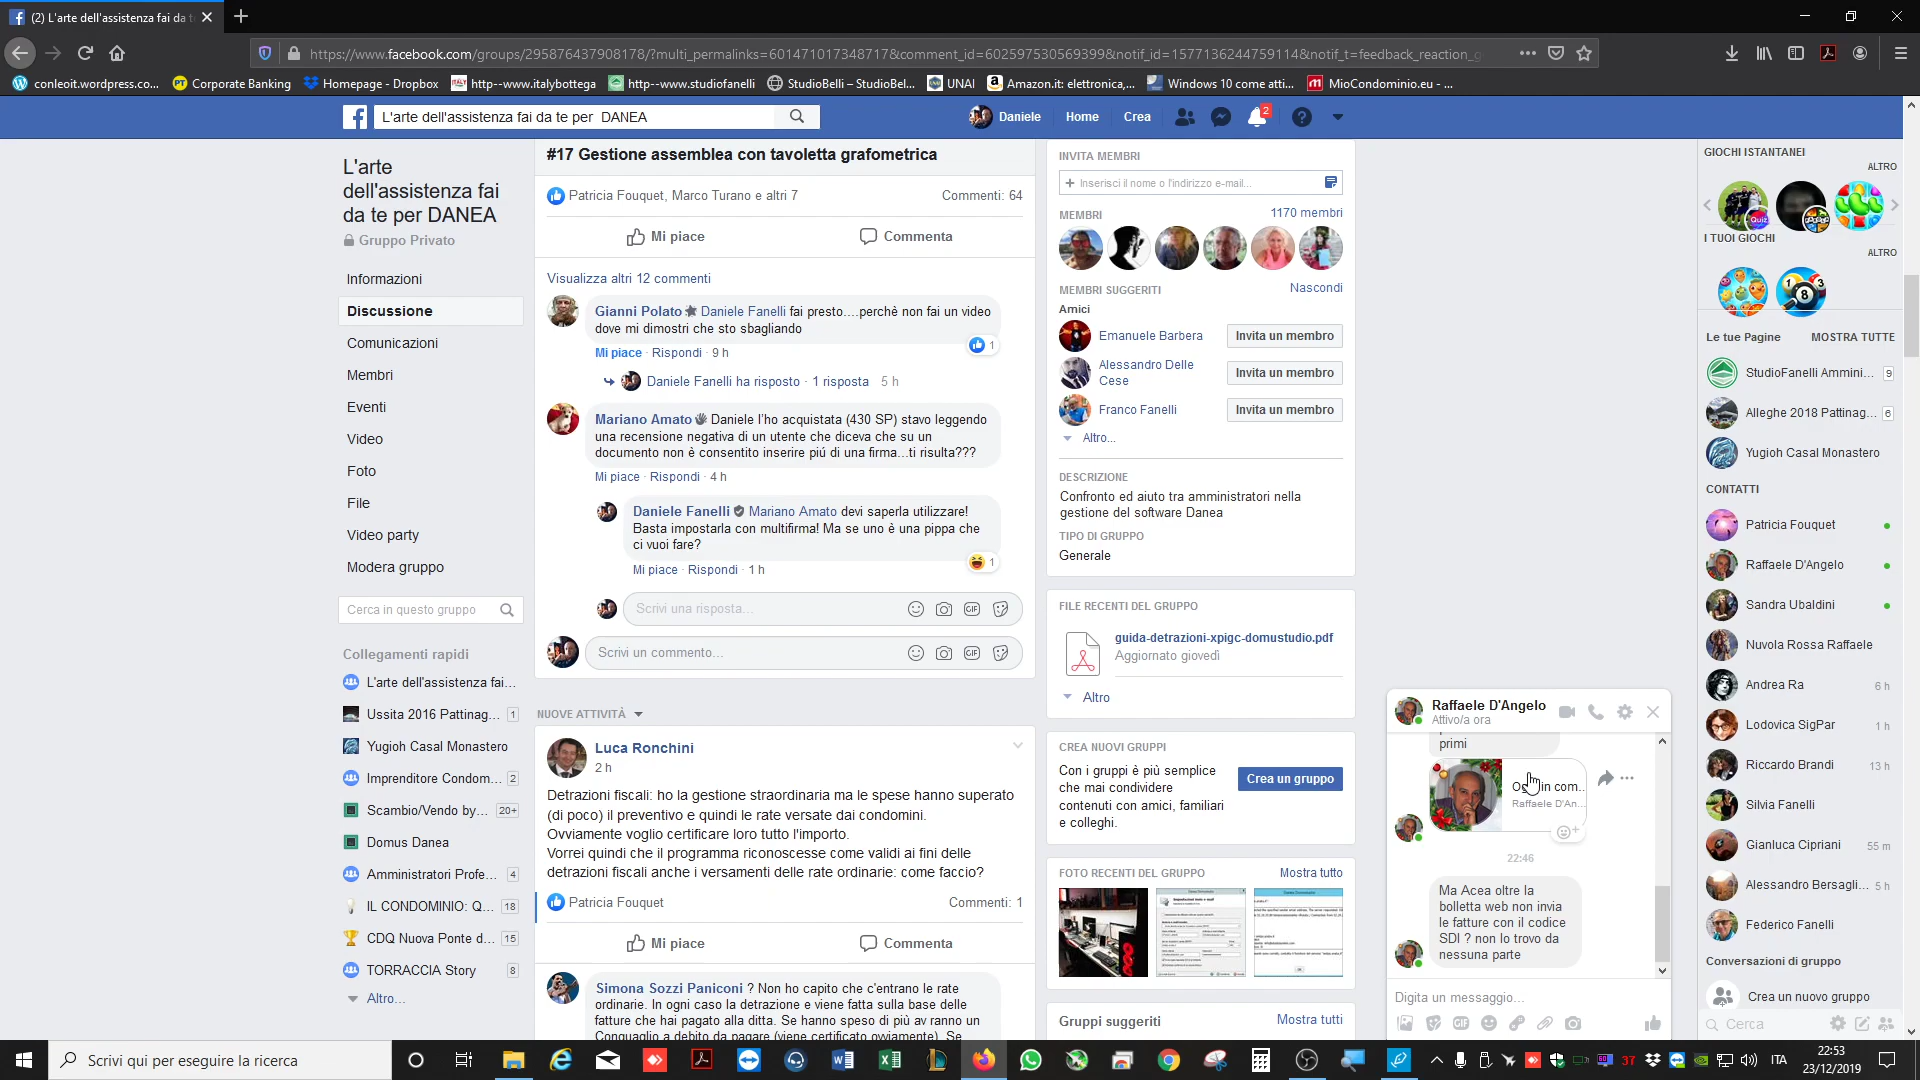 (2) L'arte dell'assistenza fai da t
https://www.facebook.com/groups/295876437908178/?multi_permalinks=601471017348717&comment_id=602597530569399&notif_id=1577136244759114&notif_t=feedback_reaction_g
conleoit.wordpress.co...
Corporate Banking
Homepage - Dropbox
http--www.italybottega
http--www.studiofanelli
StudioBelli – StudioBel...
UNAI
Amazon.it: elettronica,...
Windows 10 come atti...
MioCondominio.eu - ...
L'arte dell'assistenza fai da te per DANEA
Daniele
Home
Crea
2
L'arte
dell'assistenza fai
da te per DANEA
Gruppo Privato
Informazioni
Discussione
Comunicazioni
Membri
Eventi
Video
Foto
File
Video party
Modera gruppo
Cerca in questo gruppo
Collegamenti rapidi
L'arte dell'assistenza fai...
Ussita 2016 Pattinag... 1
Yugioh Casal Monastero
Imprenditore Condom... 2
Scambio/Vendo by... 20+
Domus Danea
Amministratori Profe... 4
IL CONDOMINIO: Q... 18
CDQ Nuova Ponte d... 15
TORRACCIA Story 8
Altro...
#17 Gestione assemblea con tavoletta grafometrica
Patricia Fouquet, Marco Turano e altri 7
Commenti: 64
Mi piace
Commenta
Visualizza altri 12 commenti
Gianni Polato Daniele Fanelli fai presto....perchè non fai un video
dove mi dimostri che sto sbagliando
1
Mi piace · Rispondi · 9 h
Daniele Fanelli ha risposto · 1 risposta 5 h
Mariano Amato Daniele l'ho acquistata (430 SP) stavo leggendo
una recensione negativa di un utente che diceva che su un
documento non è consentito inserire piú di una firma...ti risulta???
Mi piace · Rispondi · 4 h
Daniele Fanelli Mariano Amato devi saperla utilizzare!
Basta impostarla con multifirma! Ma se uno è una pippa che
ci vuoi fare?
1
Mi piace · Rispondi · 1 h
Scrivi una risposta...
Scrivi un commento...
NUOVE ATTIVITÀ
Luca Ronchini
2 h
Detrazioni fiscali: ho la gestione straordinaria ma le spese hanno superato
(di poco) il preventivo e quindi le rate versate dai condomini.
Ovviamente voglio certificare loro tutto l'importo.
Vorrei quindi che il programma riconoscesse come validi ai fini delle
detrazioni fiscali anche i versamenti delle rate ordinarie: come faccio?
Patricia Fouquet
Commenti: 1
Mi piace
Commenta
Simona Sozzi Paniconi ? Non ho capito che c'entrano le rate
ordinarie. In ogni caso la detrazione e viene fatta sulla base delle
fatture che hai pagato alla ditta. Se hanno speso di più av ranno un
Conguaglio a debito da pagare (viene certificato ovviamente). Se
INVITA MEMBRI
Inserisci il nome o l'indirizzo e-mail...
MEMBRI
1170 membri
MEMBRI SUGGERITI
Nascondi
Amici
Emanuele Barbera
Invita un membro
Alessandro Delle
Cese
Invita un membro
Franco Fanelli
Invita un membro
Altro...
DESCRIZIONE
Confronto ed aiuto tra amministratori nella
gestione del software Danea
TIPO DI GRUPPO
Generale
FILE RECENTI DEL GRUPPO
guida-detrazioni-xpigc-domustudio.pdf
Aggiornato giovedì
Altro
CREA NUOVI GRUPPI
Con i gruppi è più semplice
che mai condividere
contenuti con amici, familiari
e colleghi.
Crea un gruppo
FOTO RECENTI DEL GRUPPO
Mostra tutto
Gruppi suggeriti
Mostra tutti
Raffaele D'Angelo
Attivo/a ora
primi
in com...
Raffaele D'An...
22:46
Ma Acea oltre la
bolletta web non invia
le fatture con il codice
SDI ? non lo trovo da
nessuna parte
Digita un messaggio...
GIF
GIOCHI ISTANTANEI
ALTRO
Quiz
I TUOI GIOCHI
ALTRO
Le tue Pagine
MOSTRA TUTTE
StudioFanelli Ammini... 9
Alleghe 2018 Pattinag... 6
Yugioh Casal Monastero
CONTATTI
Patricia Fouquet
Raffaele D'Angelo
Sandra Ubaldini
Nuvola Rossa Raffaele
Andrea Ra 6 h
Lodovica SigPar 1 h
Riccardo Brandi 13 h
Silvia Fanelli
Gianluca Cipriani 55 m
Alessandro Bersagli... 5 h
Federico Fanelli
Conversazioni di gruppo
Crea un nuovo gruppo
Cerca
Scrivi qui per eseguire la ricerca
37
ITA
22:53
23/12/2019